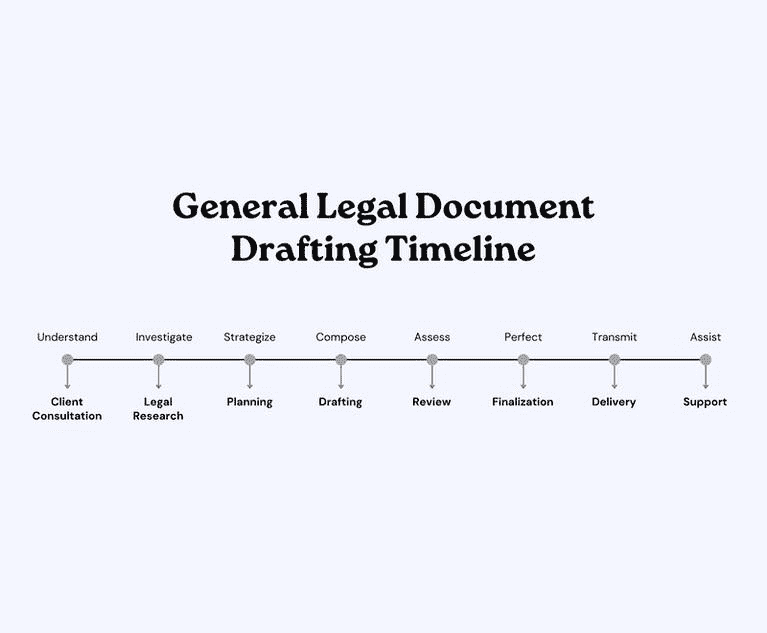 General Legal Document
Drafting Timeline
Understand Investigate Strategize Compose Assess Perfect Transmit Assist
Client Legal Planning Drafting Review Finalization Delivery Support
Consultation Research